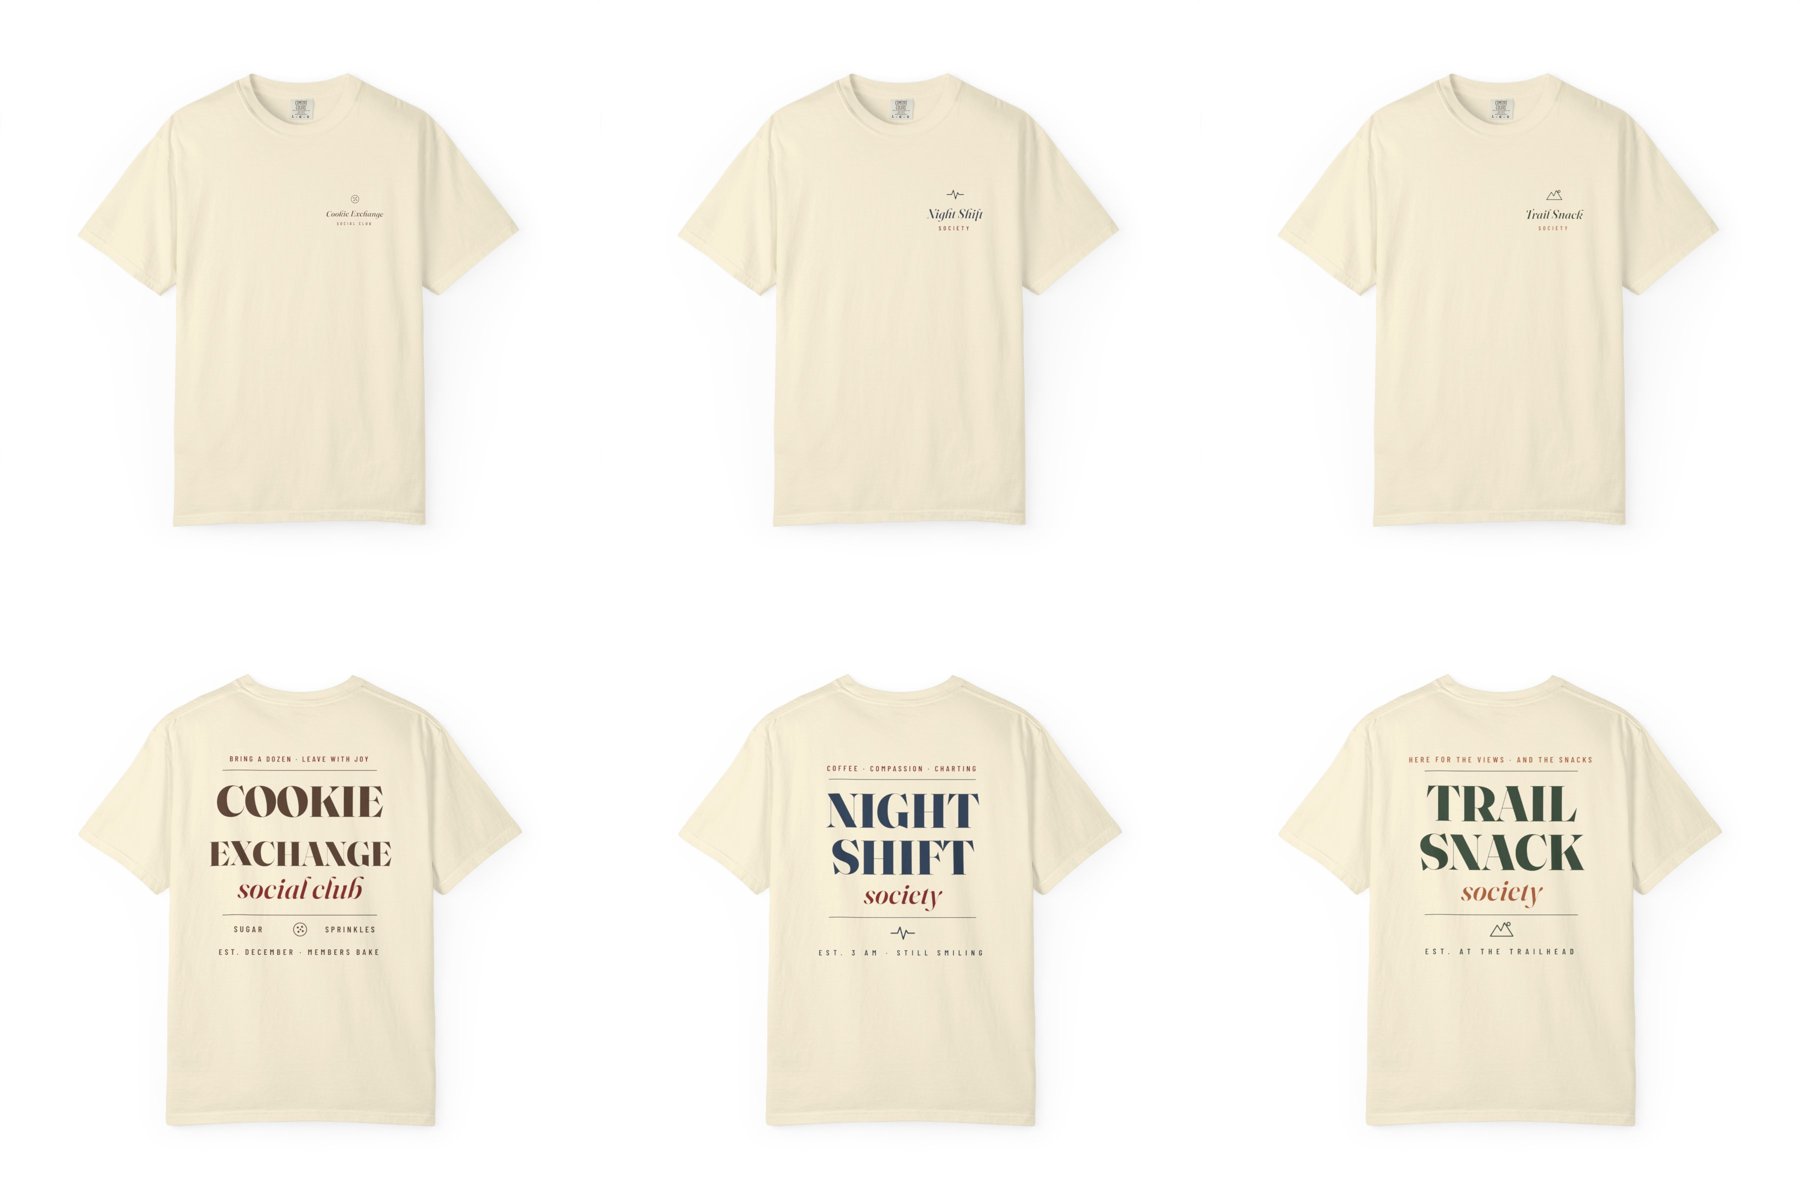 Cookie Exchange
SOCIAL CLUB
Night Shift
SOCIETY
Trail Snack
SOCIETY
BRING A DOZEN · LEAVE WITH JOY
COOKIE
EXCHANGE
social club
SUGAR SPRINKLES
EST. DECEMBER · MEMBERS BAKE
COFFEE · COMPASSION · CHARTING
NIGHT
SHIFT
society
EST. 3 AM · STILL SMILING
HERE FOR THE VIEWS · AND THE SNACKS
TRAIL
SNACK
society
EST. AT THE TRAILHEAD